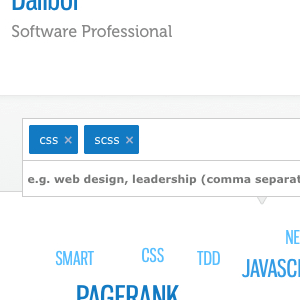 Dalibor
Software Professional
css ×
scss ×
e.g. web design, leadership (comma separat
NE
SMART CSS TDD
JAVASC
PAGERANK